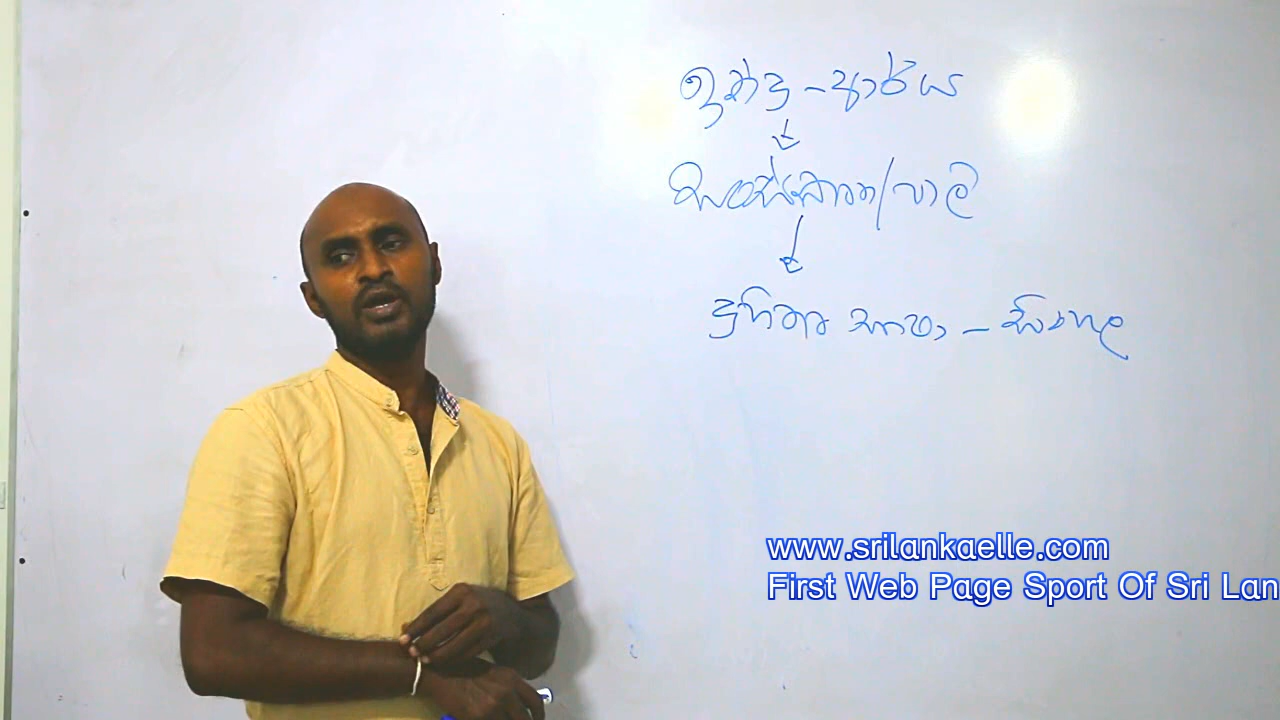 ඉන්දු - ආර්ය
සංස්කෘත/පාලි
භාෂා - සිංහල
www.srilankaelle.com
First Web Page Sport Of Sri Lan